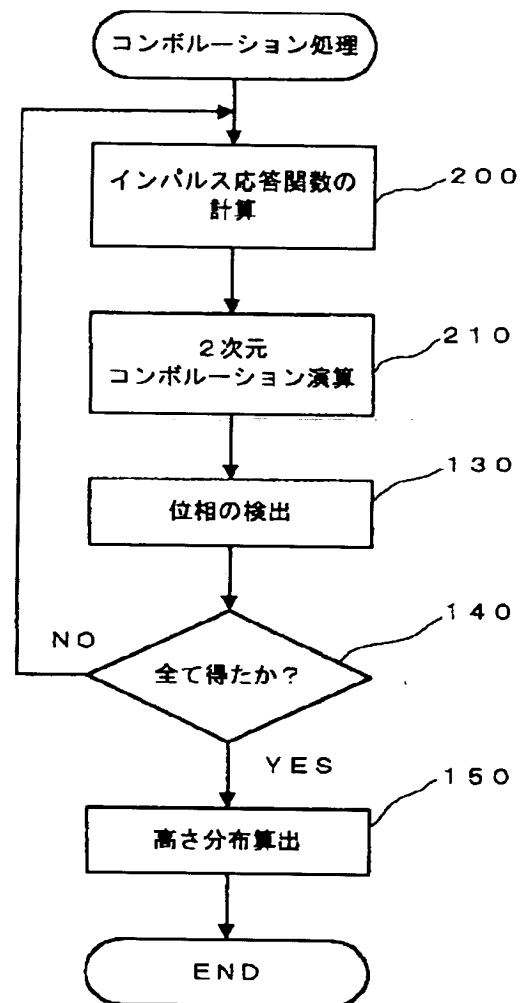 コンボルーション処理
インパルス応答関数の
計算
200
2次元
コンボルーション演算
210
位相の検出
130
全て得たか?
140
NO
YES
高さ分布算出
150
END